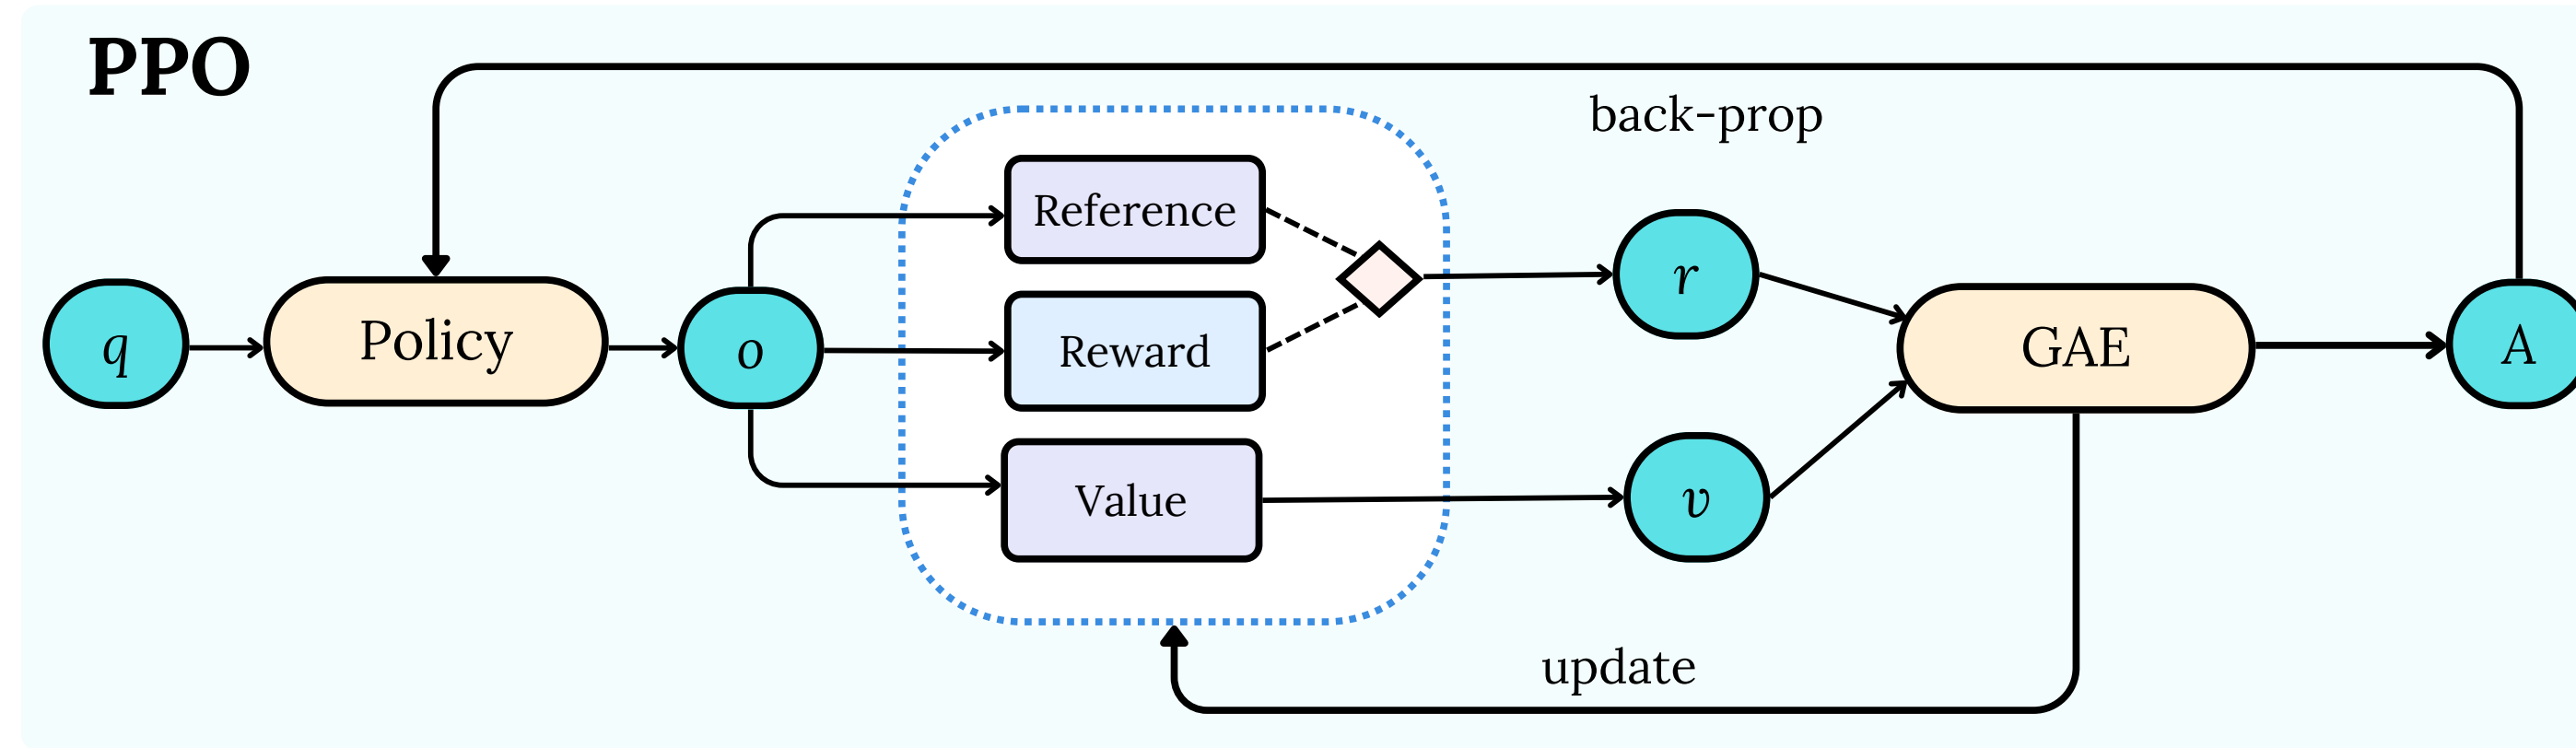 PPO
back-prop
Reference
q
Policy
o
Reward
r
GAE
A
Value
v
update